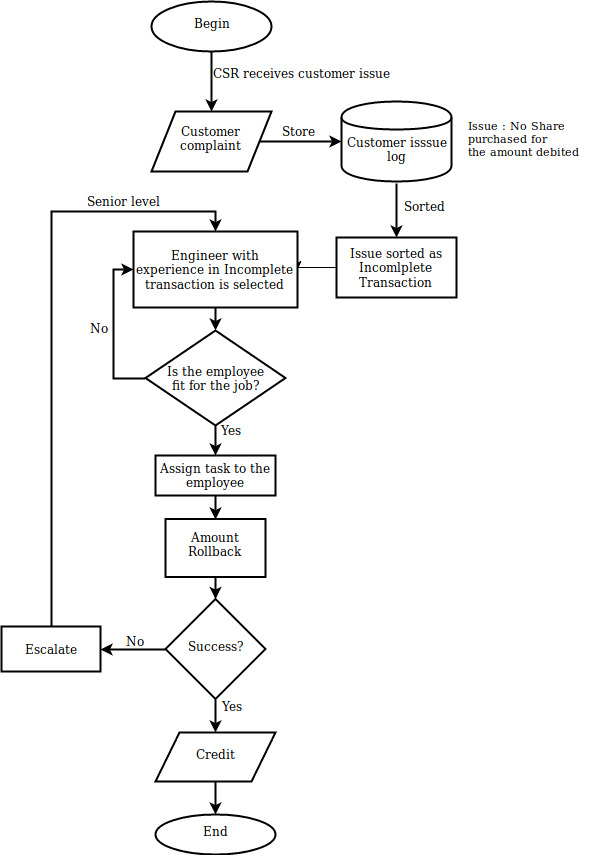 Begin
CSR receives customer issue
Customer
complaint
Store
Customer isssue
log
Issue : No Share
purchased for
the amount debited
Sorted
Issue sorted as
Incomlplete
Transaction
Senior level
Engineer with
experience in Incomplete
transaction is selected
No
Is the employee
fit for the job?
Yes
Assign task to the
employee
Amount
Rollback
Success?
No
Escalate
Yes
Credit
End